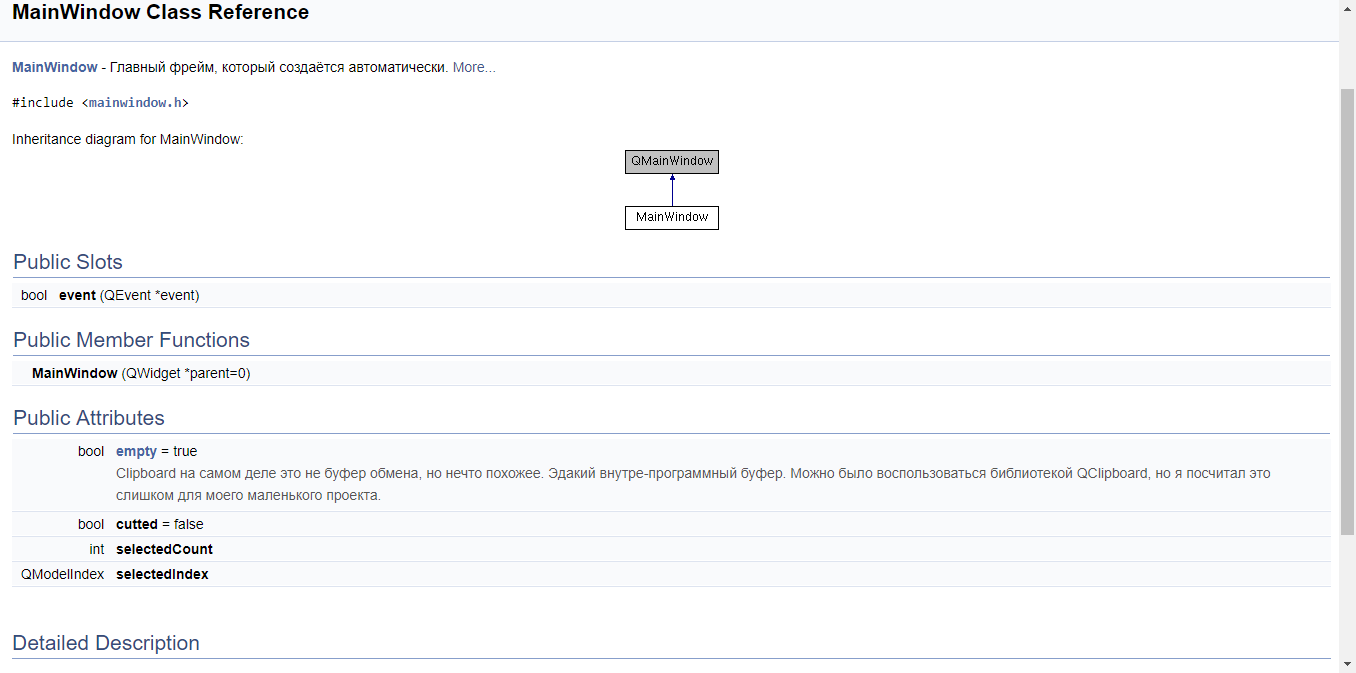 MainWindow Class Reference
MainWindow - Главный фрейм, который создаётся автоматически. More...
#include <mainwindow.h>
Inheritance diagram for MainWindow:
QMainWindow
MainWindow
Public Slots
bool event (QEvent *event)
Public Member Functions
MainWindow (QWidget *parent=0)
Public Attributes
bool empty = true
Clipboard на самом деле это не буфер обмена, но нечто похожее. Эдакий внутре-программный буфер. Можно было воспользоваться библиотекой QClipboard, но я посчитал это
слишком для моего маленького проекта.
bool cutted = false
int selectedCount
QModelIndex selectedIndex
Detailed Description